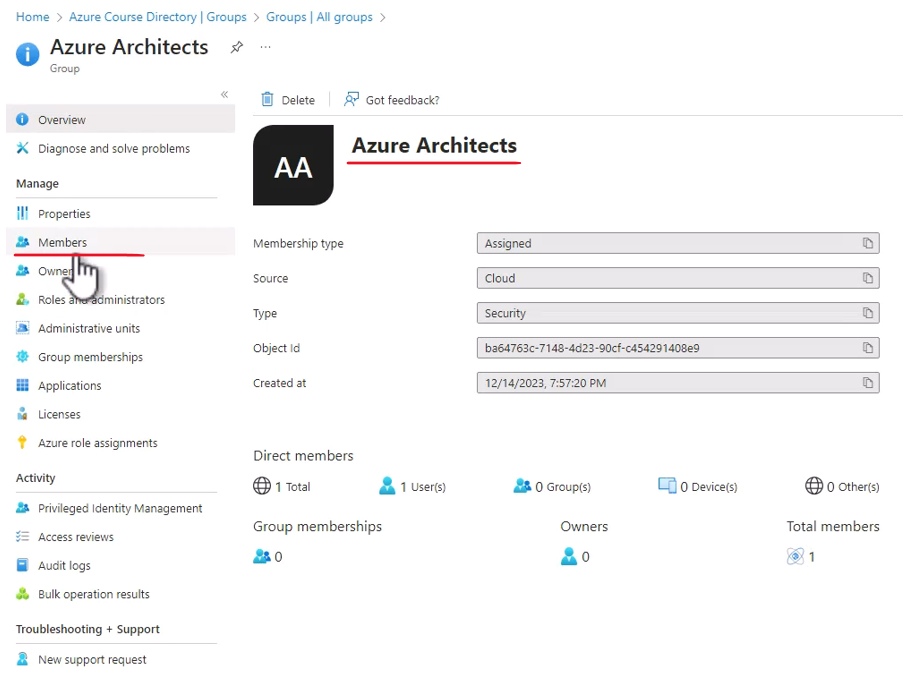 Home > Azure Course Directory | Groups > Groups | All groups >
Azure Architects
Group
Overview
Diagnose and solve problems
Manage
Properties
Members
Owners
Roles and administrators
Administrative units
Group memberships
Applications
Licenses
Azure role assignments
Activity
Privileged Identity Management
Access reviews
Audit logs
Bulk operation results
Troubleshooting + Support
New support request
Delete
Got feedback?
AA
Azure Architects
Membership type Assigned
Source Cloud
Type Security
Object Id ba64763c-7148-4d23-90cf-c454291408e9
Created at 12/14/2023, 7:57:20 PM
Direct members
1 Total 1 User(s) 0 Group(s) 0 Device(s) 0 Other(s)
Group memberships Owners Total members
0 0 1